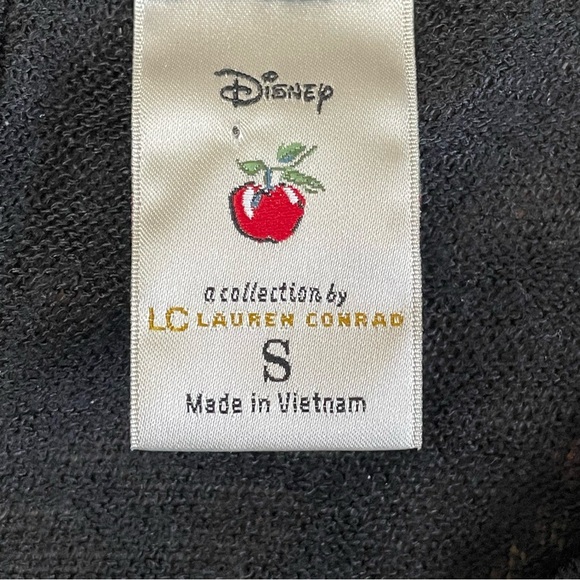 Disney
a collection by
LC LAUREN CONRAD
S
Made in Vietnam